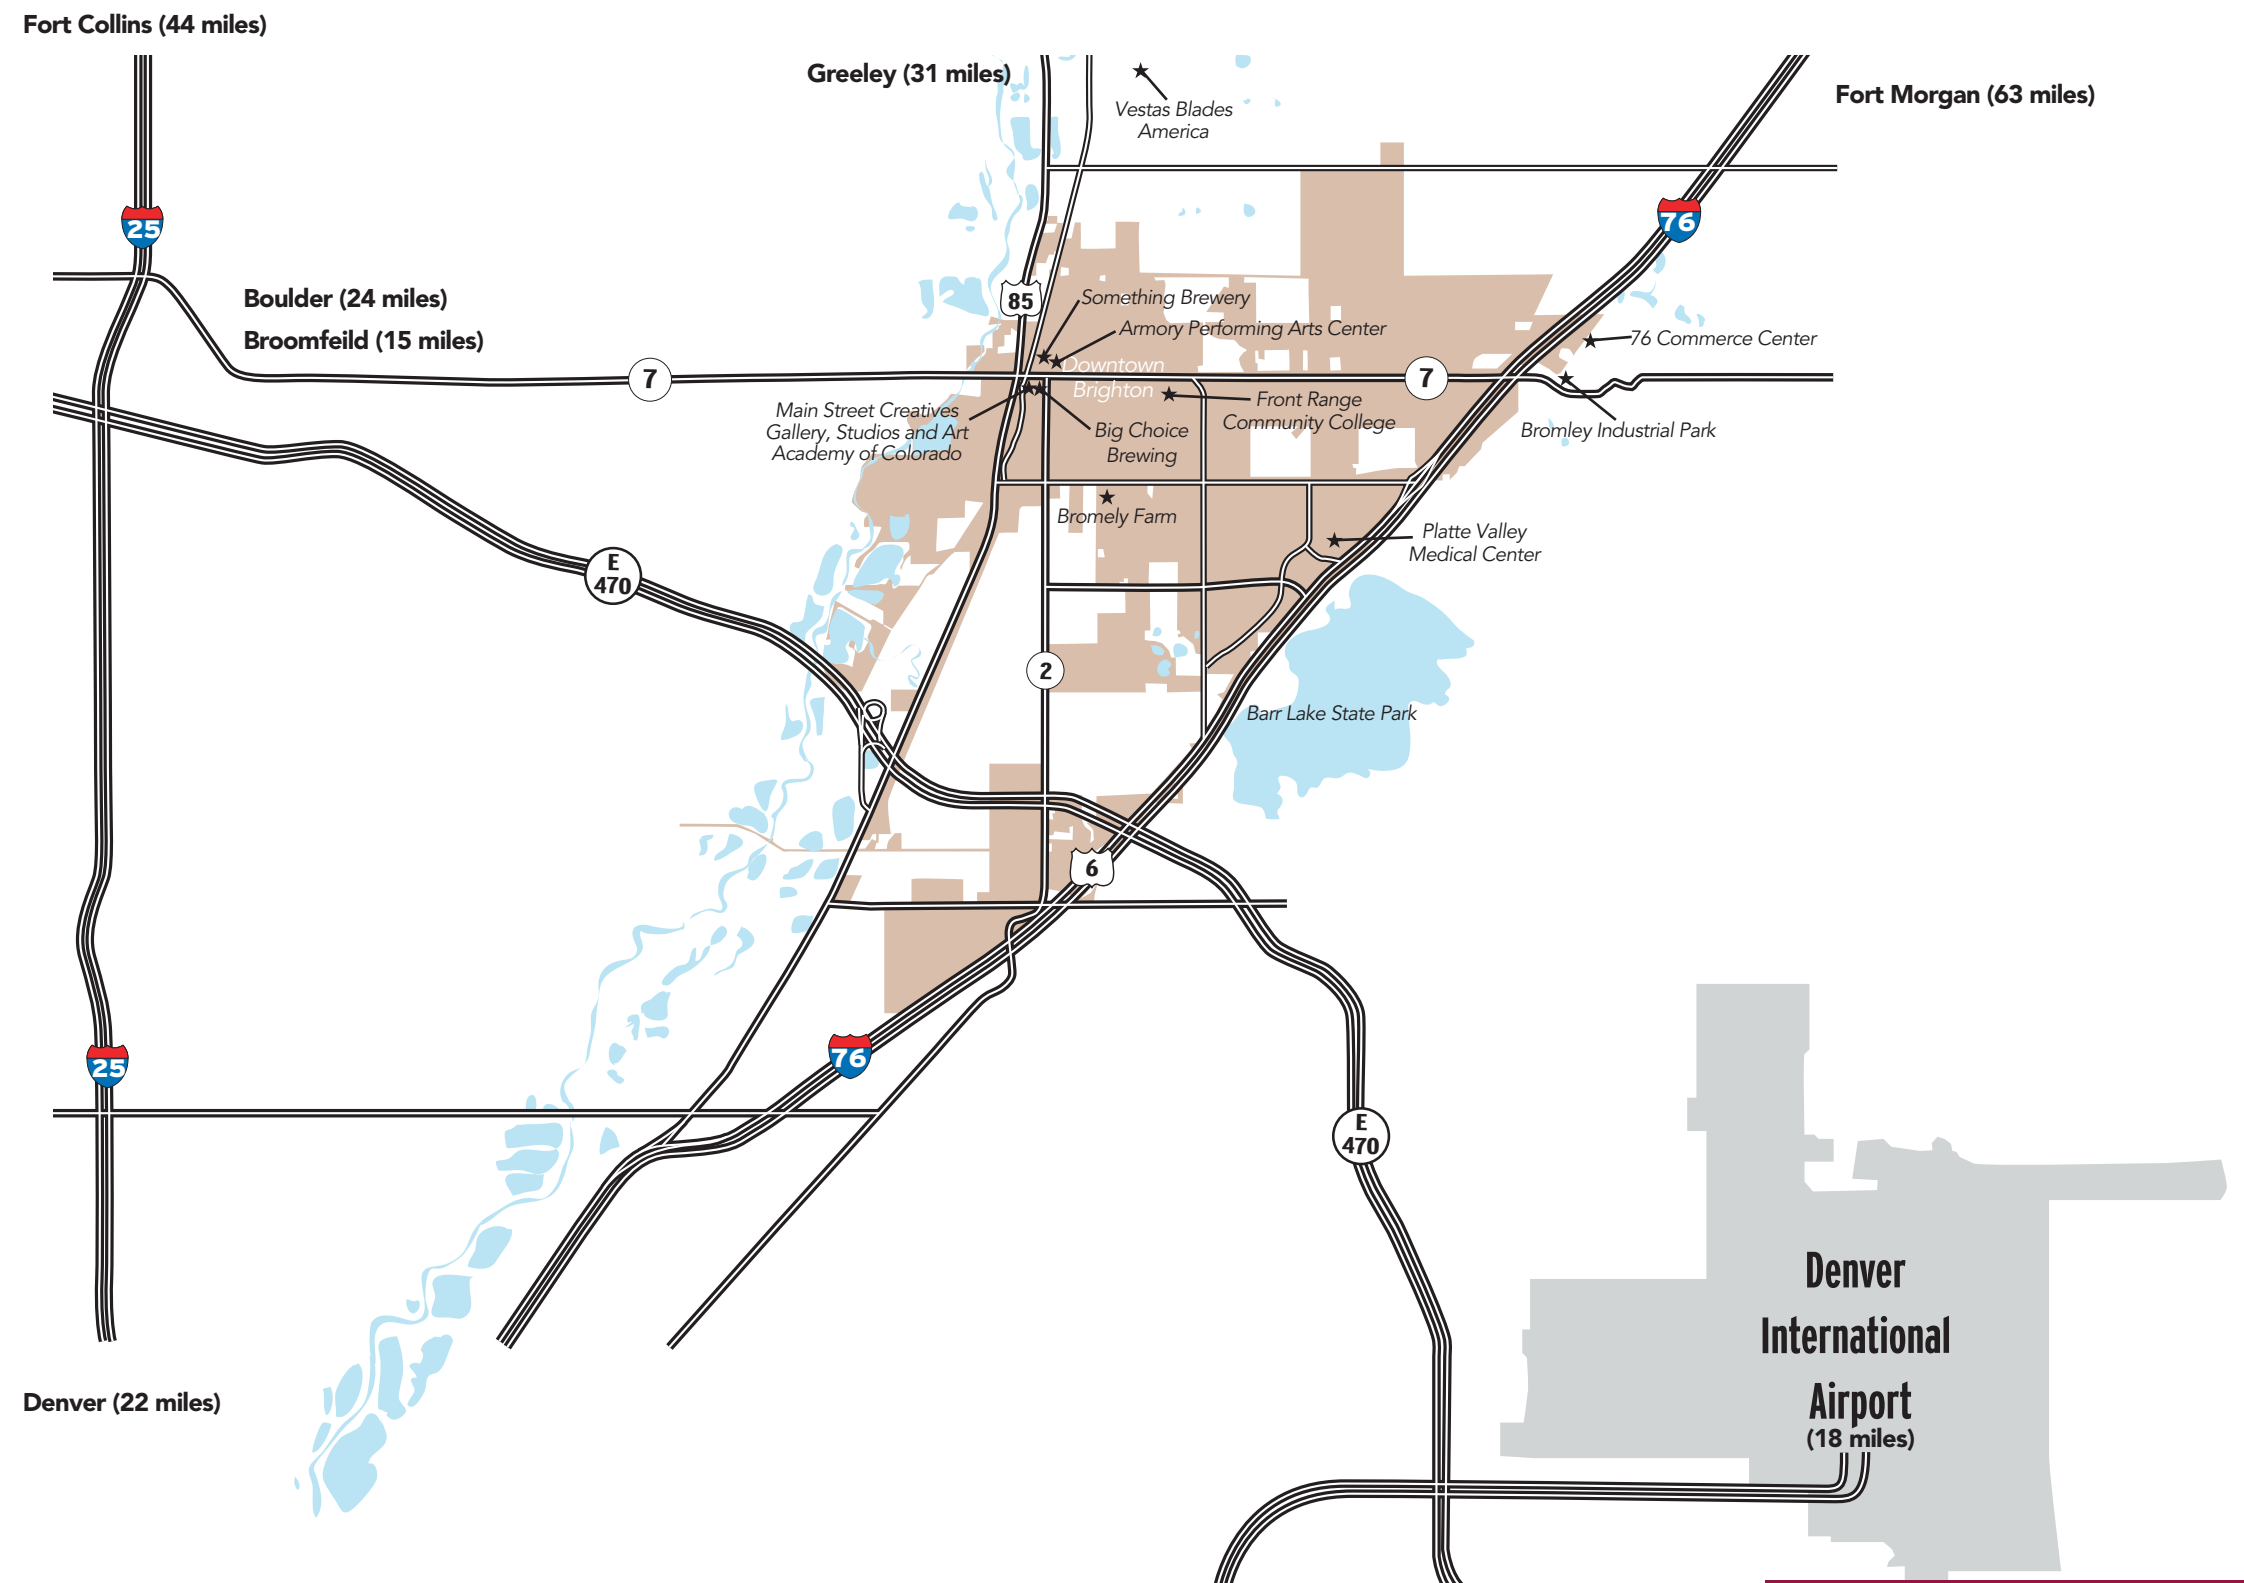 Fort Collins (44 miles)
Greeley (31 miles)
Vestas Blades
America
Fort Morgan (63 miles)
25
76
Boulder (24 miles)
Broomfeild (15 miles)
85
Something Brewery
Armory Performing Arts Center
76 Commerce Center
7
Downtown
Brighton
7
Main Street Creatives
Gallery, Studios and Art
Academy of Colorado
Big Choice
Brewing
Front Range
Community College
Bromley Industrial Park
Bromely Farm
Platte Valley
Medical Center
E
470
2
Barr Lake State Park
6
25
76
E
470
Denver
International
Airport
(18 miles)
Denver (22 miles)